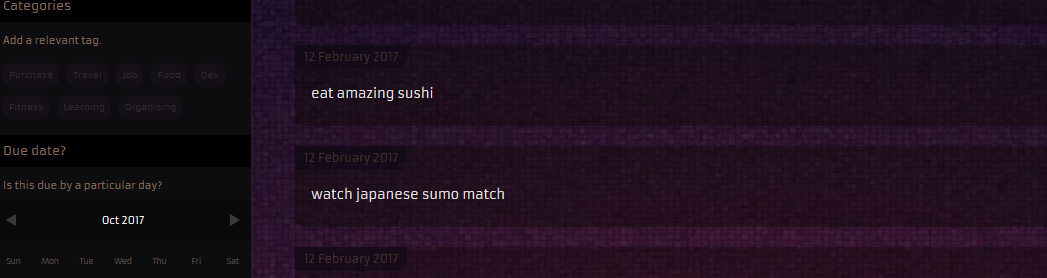 Categories
Add a relevant tag.
Purchase Travel Job Food Dev
Fitness Learning Organising
Due date?
Is this due by a particular day?
Oct 2017
Sun Mon Tue Wed Thu Fri Sat
12 February 2017
eat amazing sushi
12 February 2017
watch japanese sumo match
12 February 2017